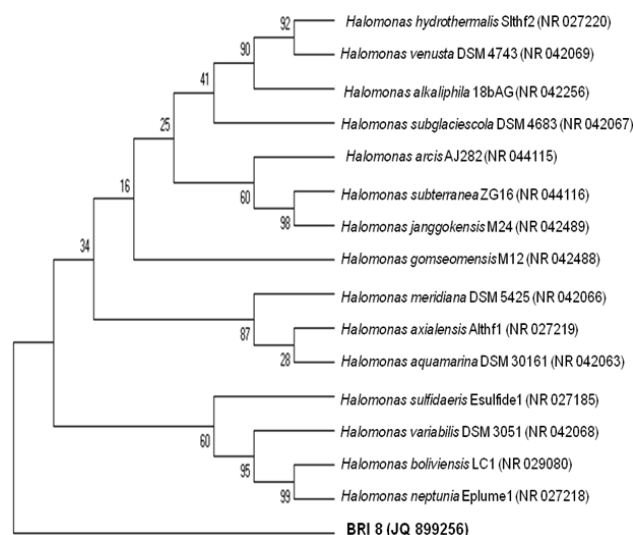 92
Halomonas hydrothermalis Slthf2 (NR 027220)
90
Halomonas venusta DSM 4743 (NR 042069)
41
Halomonas alkaliphila 18bAG (NR 042256)
25
Halomonas subglaciescola DSM 4683 (NR 042067)
Halomonas arcis AJ282 (NR 044115)
16
60
Halomonas subterranea ZG16 (NR 044116)
98
Halomonas janggokensis M24 (NR 042489)
34
Halomonas gomseomensis M12 (NR 042488)
Halomonas meridiana DSM 5425 (NR 042066)
87
Halomonas axialensis Althf1 (NR 027219)
28
Halomonas aquamarina DSM 30161 (NR 042063)
Halomonas sulfidaeris Esulfide1 (NR 027185)
60
Halomonas variabilis DSM 3051 (NR 042068)
95
Halomonas boliviensis LC1 (NR 029080)
99
Halomonas neptunia Eplume1 (NR 027218)
BRI 8 (JQ 899256)